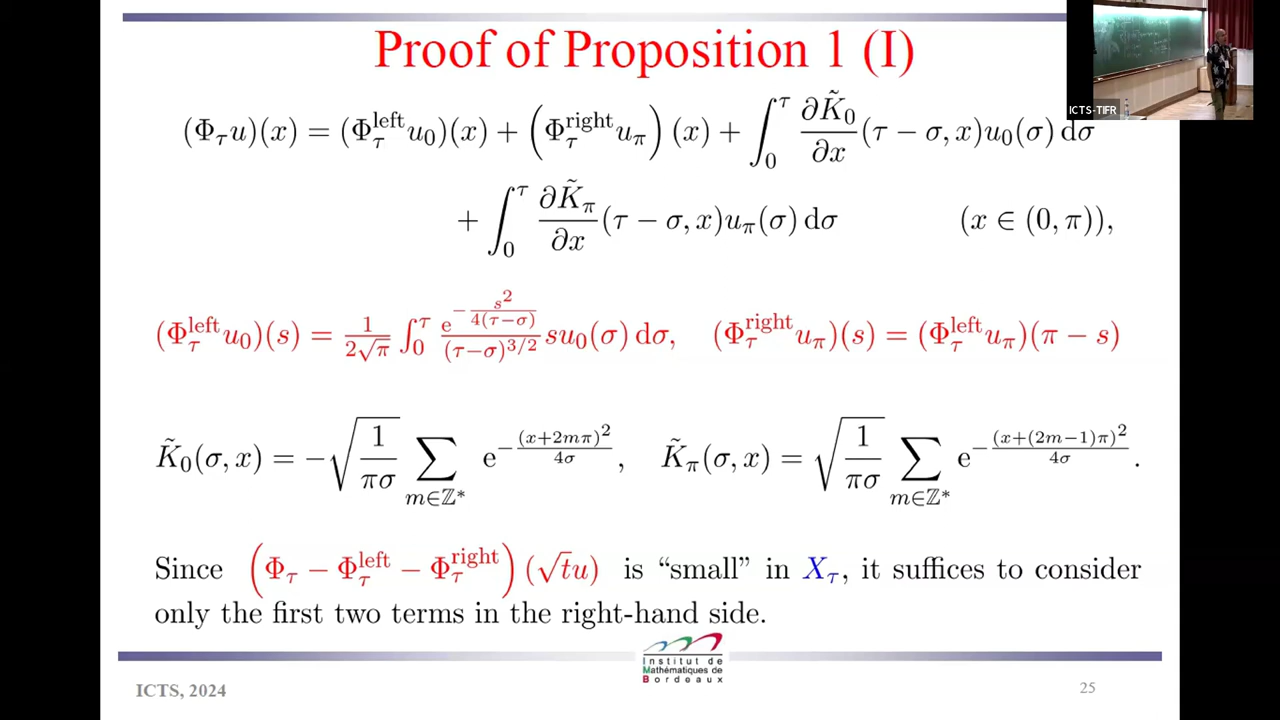 Proof of Proposition 1 (I)
ICTS-TIFR
(Φ_τ u)(x) = (Φ_τ^left u_0)(x) + (Φ_τ^right u_π)(x) + ∫_0^τ ∂K̃_0/∂x (τ − σ, x)u_0(σ) dσ
+ ∫_0^τ ∂K̃_π/∂x (τ − σ, x)u_π(σ) dσ (x ∈ (0, π)),
(Φ_τ^left u_0)(s) = 1/(2√π) ∫_0^τ e^{−s²/(4(τ−σ))}/(τ−σ)^{3/2} su_0(σ) dσ, (Φ_τ^right u_π)(s) = (Φ_τ^left u_π)(π − s)
K̃_0(σ, x) = −√(1/(πσ)) ∑_{m∈ℤ*} e^{−(x+2mπ)²/(4σ)}, K̃_π(σ, x) = √(1/(πσ)) ∑_{m∈ℤ*} e^{−(x+(2m−1)π)²/(4σ)}.
Since (Φ_τ − Φ_τ^left − Φ_τ^right)(√t u) is “small” in X_τ, it suffices to consider
only the first two terms in the right-hand side.
Institut de
Mathématiques de
Bordeaux
ICTS, 2024
25